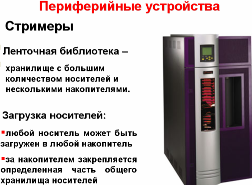 Периферийные устройства
Стримеры
Ленточная библиотека –
хранилище с большим
количеством носителей и
несколькими накопителями.
Загрузка носителей:
▪любой носитель может быть
загружен в любой накопитель
▪за накопителем закрепляется
определенная часть общего
хранилища носителей